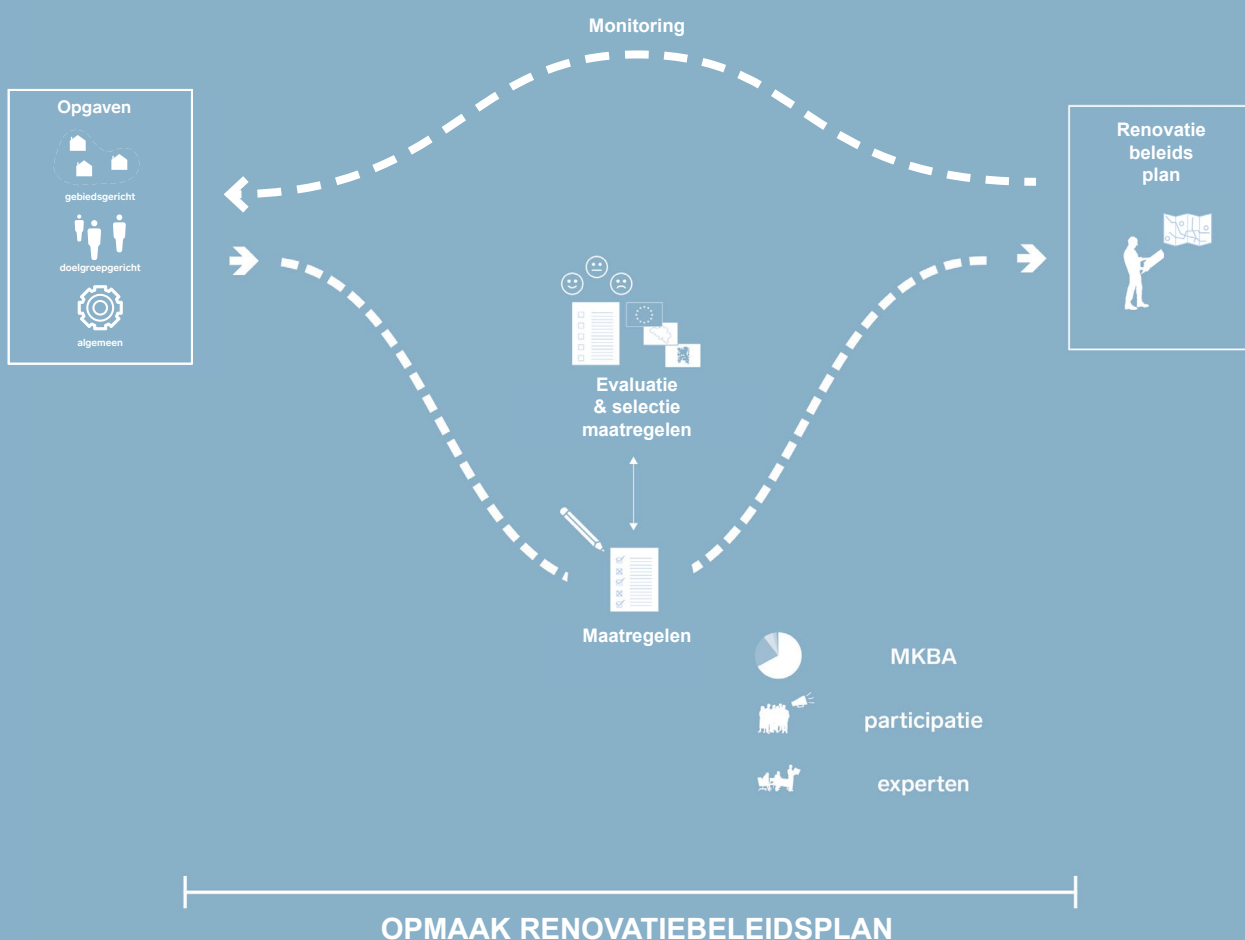 Monitoring
Opgaven
gebiedsgericht
doelgroepgericht
algemeen
Renovatie
beleids
plan
Evaluatie
& selectie
maatregelen
Maatregelen
MKBA
participatie
experten
OPMAAK RENOVATIEBELEIDSPLAN